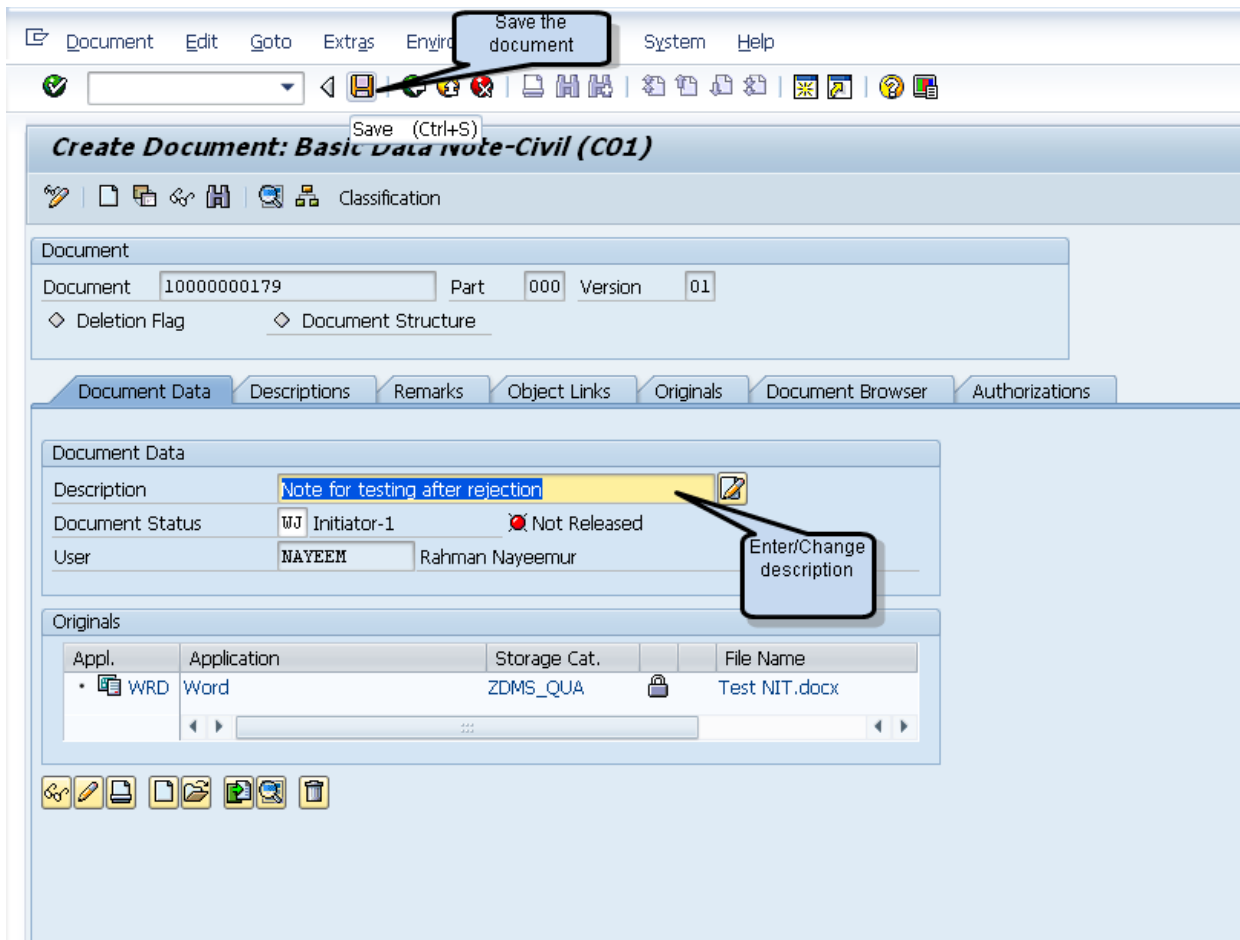 Save the
document
Document Edit Goto Extras Enviro System Help
Save (Ctrl+S)
Create Document: Basic Data Note-Civil (C01)
Classification
Document
Document 10000000179 Part 000 Version 01
Deletion Flag Document Structure
Document Data Descriptions Remarks Object Links Originals Document Browser Authorizations
Document Data
Description Note for testing after rejection
Document Status WJ Initiator-1 Not Released
User NAYEEM Rahman Nayeemur
Enter/Change
description
Originals
Appl. Application Storage Cat. File Name
WRD Word ZDMS_QUA Test NIT.docx